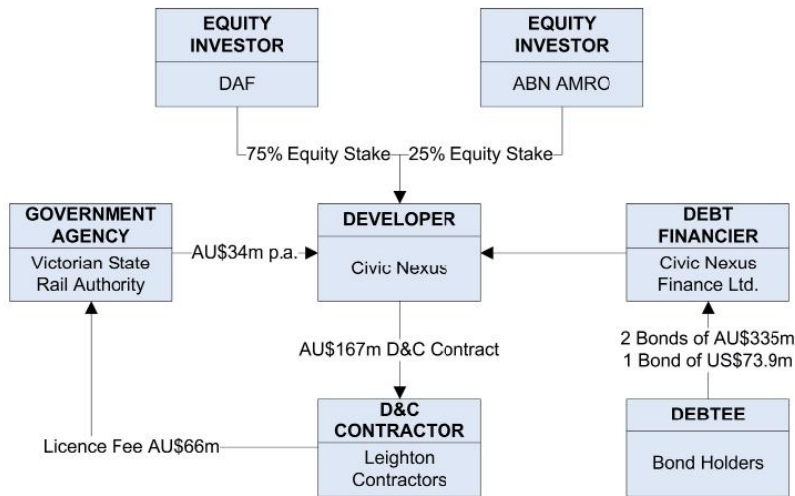 EQUITY
INVESTOR
DAF
EQUITY
INVESTOR
ABN AMRO
75% Equity Stake
25% Equity Stake
GOVERNMENT
AGENCY
Victorian State
Rail Authority
AU$34m p.a.
DEVELOPER
Civic Nexus
DEBT
FINANCIER
Civic Nexus
Finance Ltd.
AU$167m D&C Contract
2 Bonds of AU$335m
1 Bond of US$73.9m
Licence Fee AU$66m
D&C
CONTRACTOR
Leighton
Contractors
DEBTEE
Bond Holders